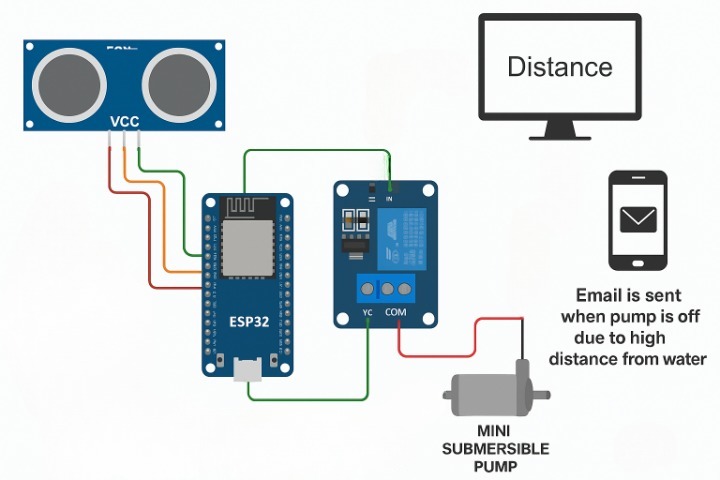 VCC
Distance
IN
YC COM
ESP32
Email is sent
when pump is off
due to high
distance from water
MINI
SUBMERSIBLE
PUMP